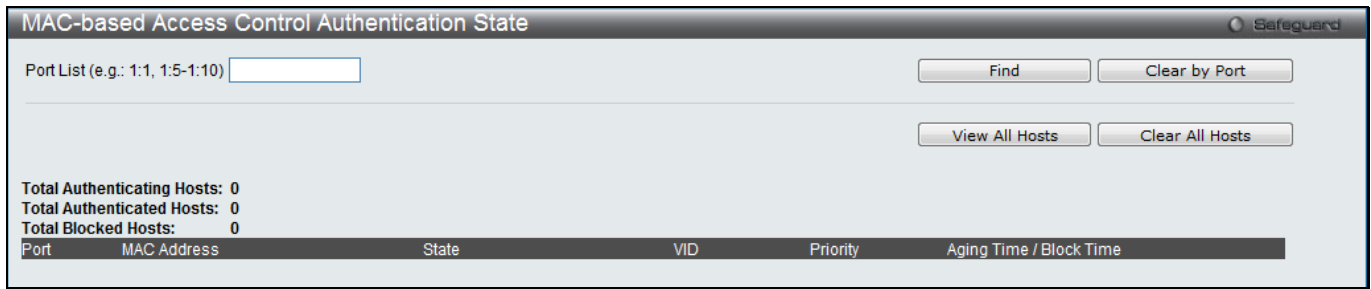 MAC-based Access Control Authentication State Safeguard
Port List (e.g.: 1:1, 1:5-1:10) Find Clear by Port
View All Hosts Clear All Hosts
Total Authenticating Hosts: 0
Total Authenticated Hosts: 0
Total Blocked Hosts: 0
Port MAC Address State VID Priority Aging Time / Block Time